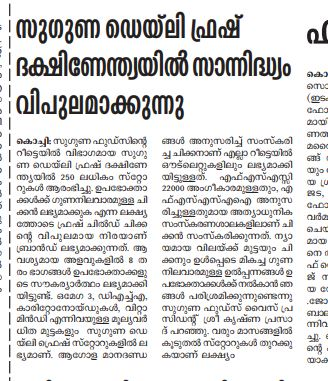 സുഗുണ ഡെയ്‌ലി ഫ്രഷ്
ദക്ഷിണേന്ത്യയിൽ സാന്നിദ്ധ്യം
വിപുലമാക്കുന്നു
കൊച്ചി: സുഗുണ ഫുഡ്‌സിന്റെ
റീട്ടെയിൽ വിഭാഗമായ സുഗു
ണ ഡെയ്‌ലി ഫ്രഷ് ദക്ഷിണേ
ന്ത്യയിൽ 250 ലധികം സ്‌റ്റോ
റുകൾ ആരംഭിച്ചു. ഉപഭോക്താ
ക്കൾക്ക് ഗുണനിലവാരമുള്ള ചി
ക്കൻ ലഭ്യമാക്കുക എന്ന ലക്ഷ്യ
ത്തോടെ ഫ്രഷ് ചിൽഡ് ചിക്ക
ന്റെ വിപുലമായ നിരയാണ്
ബ്രാൻഡ് ലഭ്യമാക്കുന്നത്. ആ
വശ്യമായ അളവുകളിൽ 8 ത
രം ഭാഗങ്ങൾ ഉപഭോക്താക്കളു
ടെ സൗകര്യാർത്ഥം ലഭ്യമാക്കി
യിട്ടുണ്ട്. ഒമേഗ 3, ഡിഎച്ച്എ,
കാരിറ്റോനോയ്ഡുകൾ, വിറ്റാ
മിൻഡി എന്നിവയുള്ള മൂല്യവർ
ദ്ധിത മുട്ടകളും സുഗുണ ഡെ
യ്‌ലി ഫ്രഷ് സ്‌റ്റോറുകളിൽ ല
ഭ്യമാണ്. ആഗോള മാനദണ്ഡ
ങ്ങൾ അനുസരിച്ച് സംസ്‌കരി
ച്ച ചിക്കനാണ് എല്ലാ റീട്ടെയിൽ
ഔട്ട്‌ലെറ്റുകളിലും ലഭ്യമാക്കി
യിട്ടുള്ളത്. എഫ്എസ്എസ്സി
22000 അംഗീകാരമുള്ളതും, എ
ഫ്എസ്എസ്എഐ അനുസ
രിച്ചുള്ളതുമായ അത്യാധുനിക
സംസ്‌കരണശാലകളിലാണ് ചി
ക്കൻ സംസ്‌കരിക്കുന്നത്. ന്യാ
യമായ വിലയ്ക്ക് മുട്ടയും ചി
ക്കനും ഉൾപ്പെടെ മികച്ച ഗുണ
നിലവാരമുള്ള ഉൽപ്പന്നങ്ങൾ ഉ
പഭോക്താക്കൾക്ക് നൽകാൻ ഞ
ങ്ങൾ പരിശ്രമിക്കുന്നുണ്ടെന്നു
സുഗുണ ഫുഡ്‌സ് വൈസ് പ്ര
സിഡന്റ് ശ്രീ കൃഷ്ണ പ്രസാ
ദ് പറഞ്ഞു. വരും മാസങ്ങളിൽ
കൂടുതൽ സ്‌റ്റോറുകൾ തുറക്കു
കയാണ് ലക്ഷ്യം